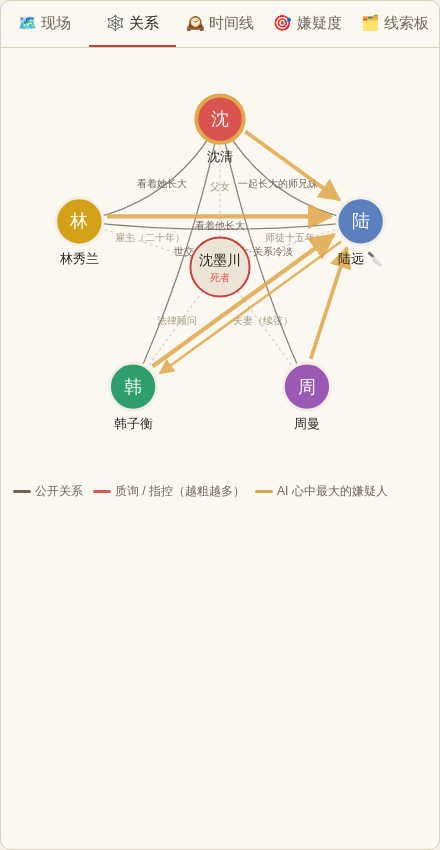 🗺️ 现场 🕸️ 关系 🕰️ 时间线 🎯 嫌疑度 🗂️ 线索板
沈
沈清
看着她长大 父女 一起长大的师兄妹
林 看着他长大 陆
雇主（二十年） 师徒十五年
林秀兰 世交 沈墨川 关系冷淡 陆远
死者
法律顾问 夫妻（续弦）
韩 周
韩子衡 周曼
公开关系 质询 / 指控（越粗越多） AI 心中最大的嫌疑人